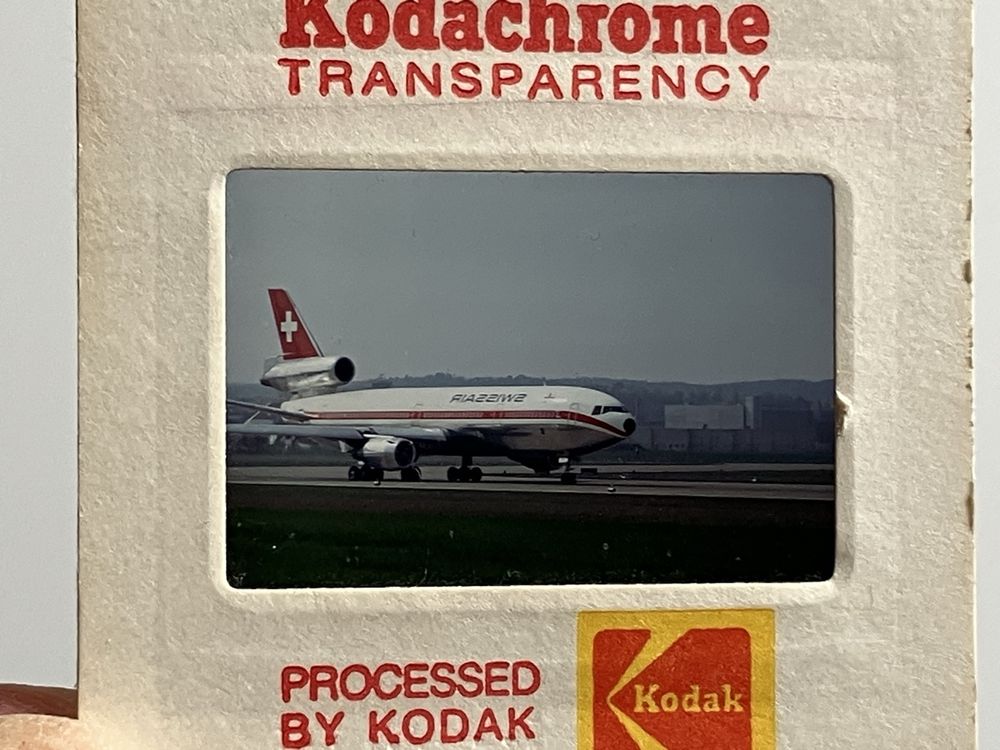 Kodachrome
TRANSPARENCY
SWISSAIR
PROCESSED
BY KODAK
Kodak